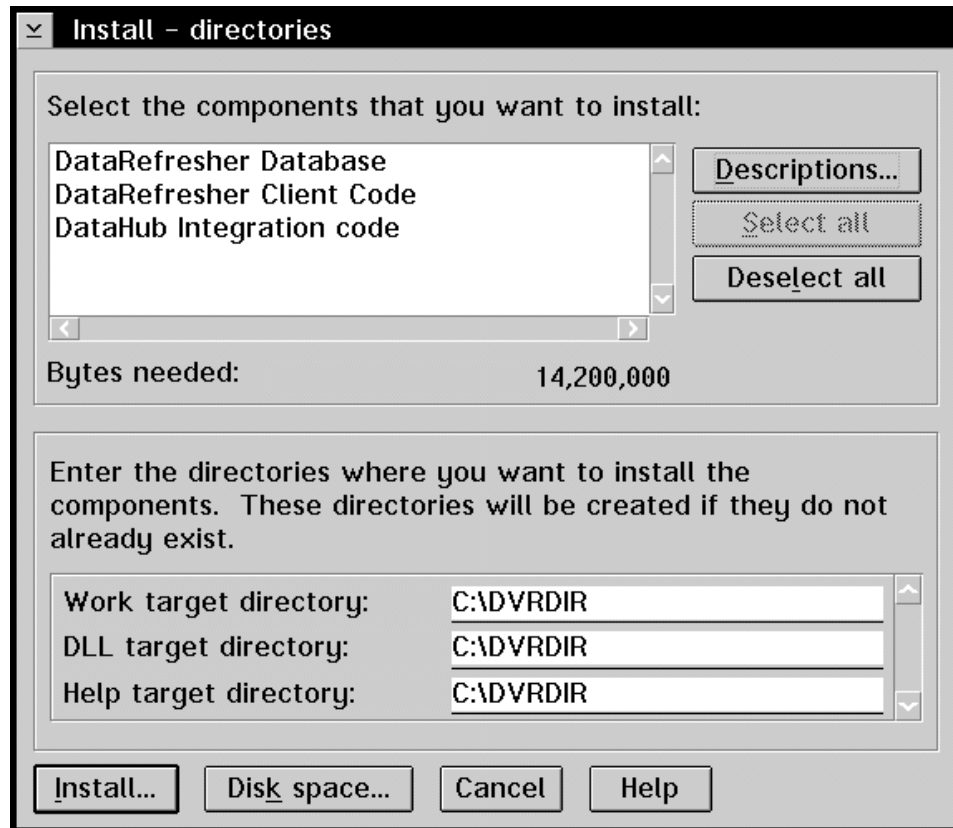 Install - directories
Select the components that you want to install:
DataRefresher Database
DataRefresher Client Code
DataHub Integration code
Descriptions...
Select all
Deselect all
Bytes needed: 14,200,000
Enter the directories where you want to install the
components. These directories will be created if they do not
already exist.
Work target directory: C:\DVRDIR
DLL target directory: C:\DVRDIR
Help target directory: C:\DVRDIR
Install... Disk space... Cancel Help